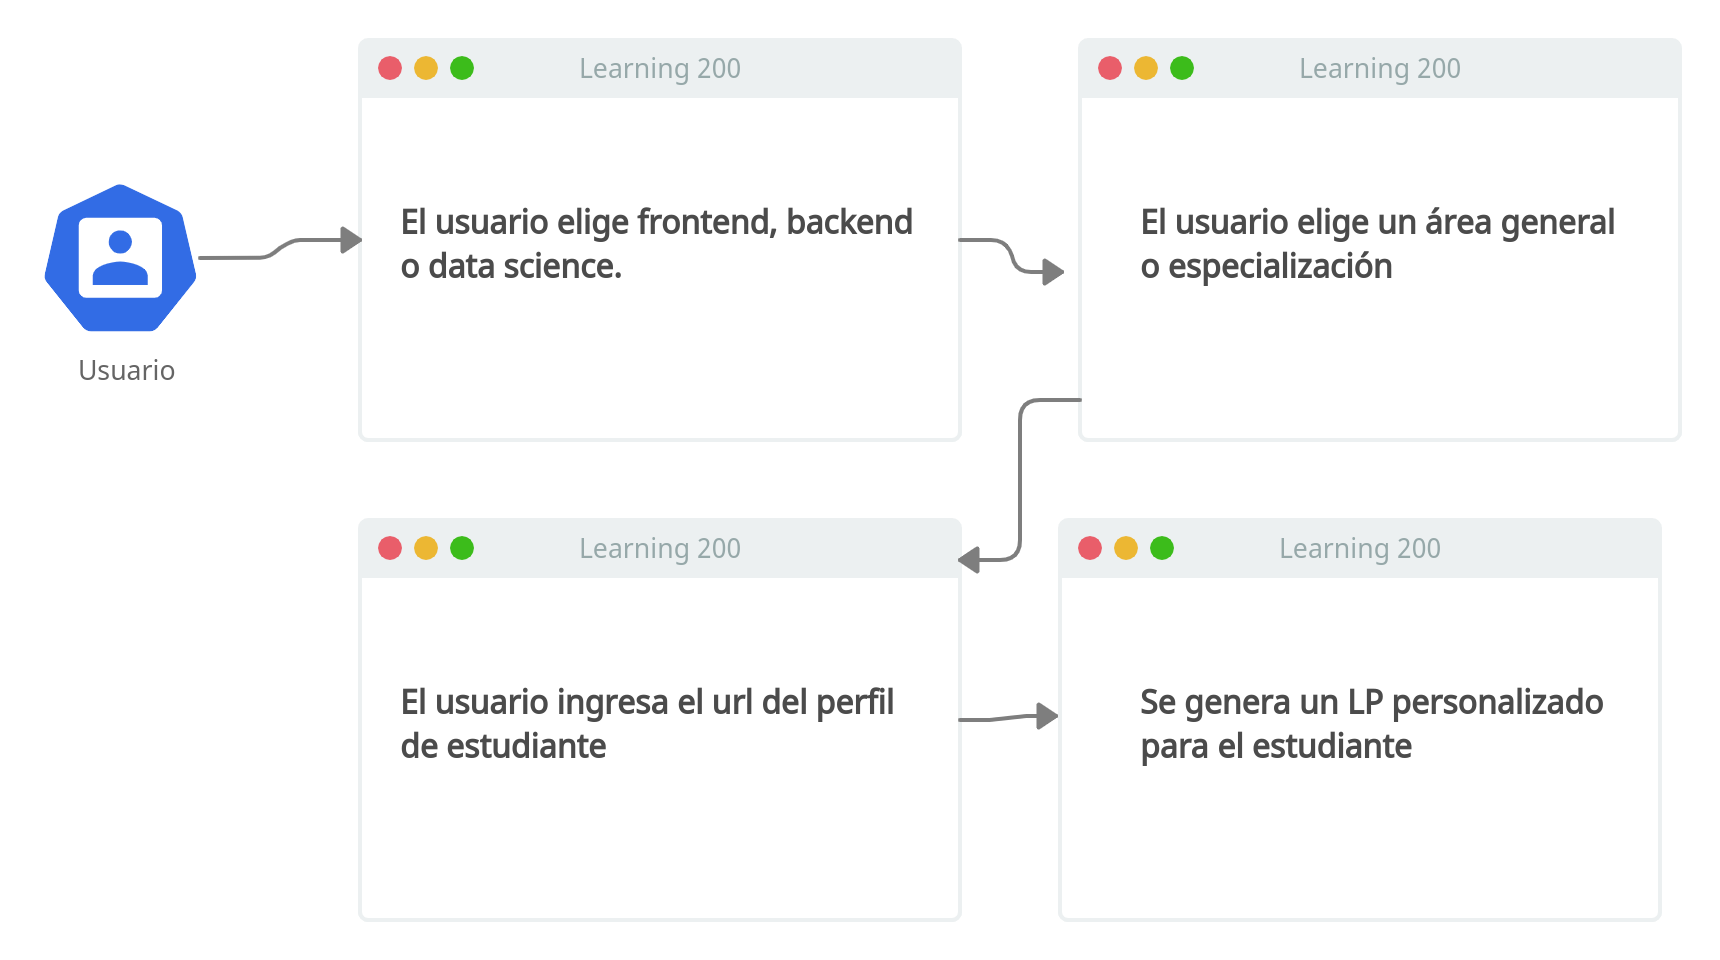 Learning 200
Learning 200
El usuario elige frontend, backend
o data science.
El usuario elige un área general
o especialización
Usuario
Learning 200
Learning 200
El usuario ingresa el url del perfil
de estudiante
Se genera un LP personalizado
para el estudiante